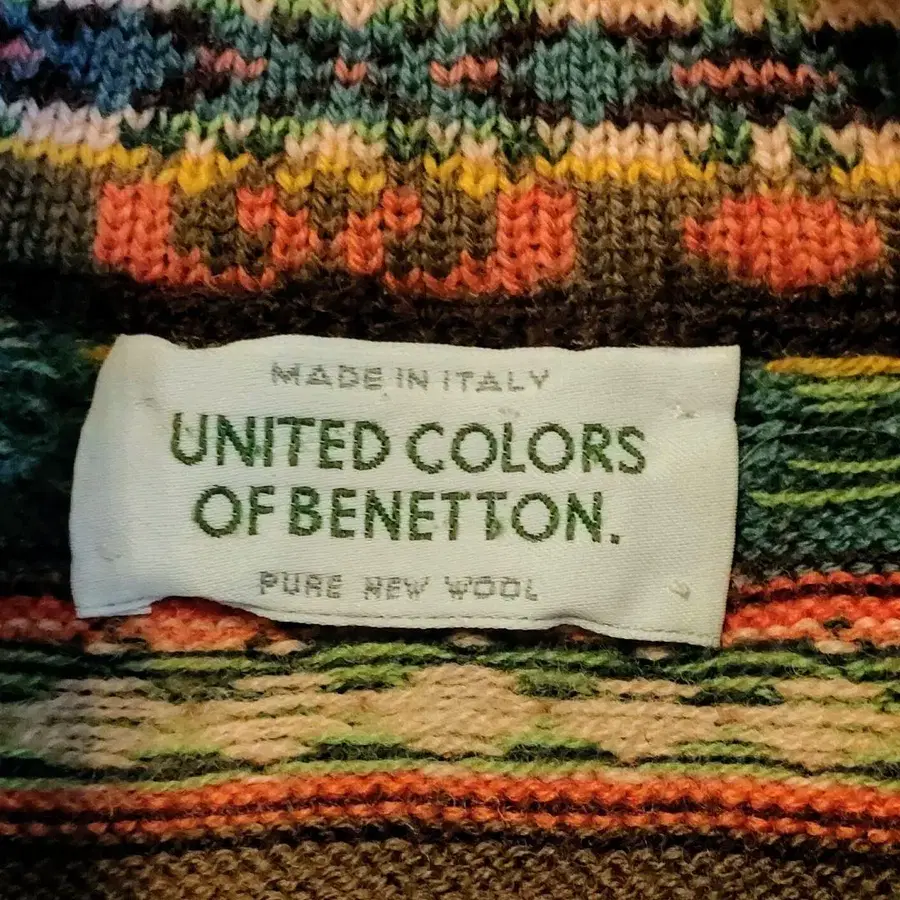 MADE IN ITALY
UNITED COLORS
OF BENETTON.
PURE NEW WOOL